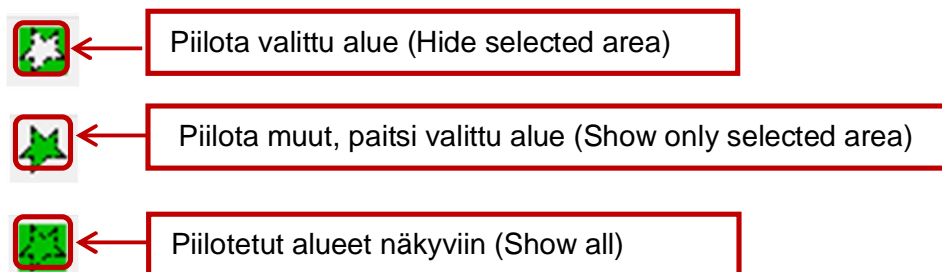 Piilota valittu alue (Hide selected area)
Piilota muut, paitsi valittu alue (Show only selected area)
Piilotetut alueet näkyviin (Show all)